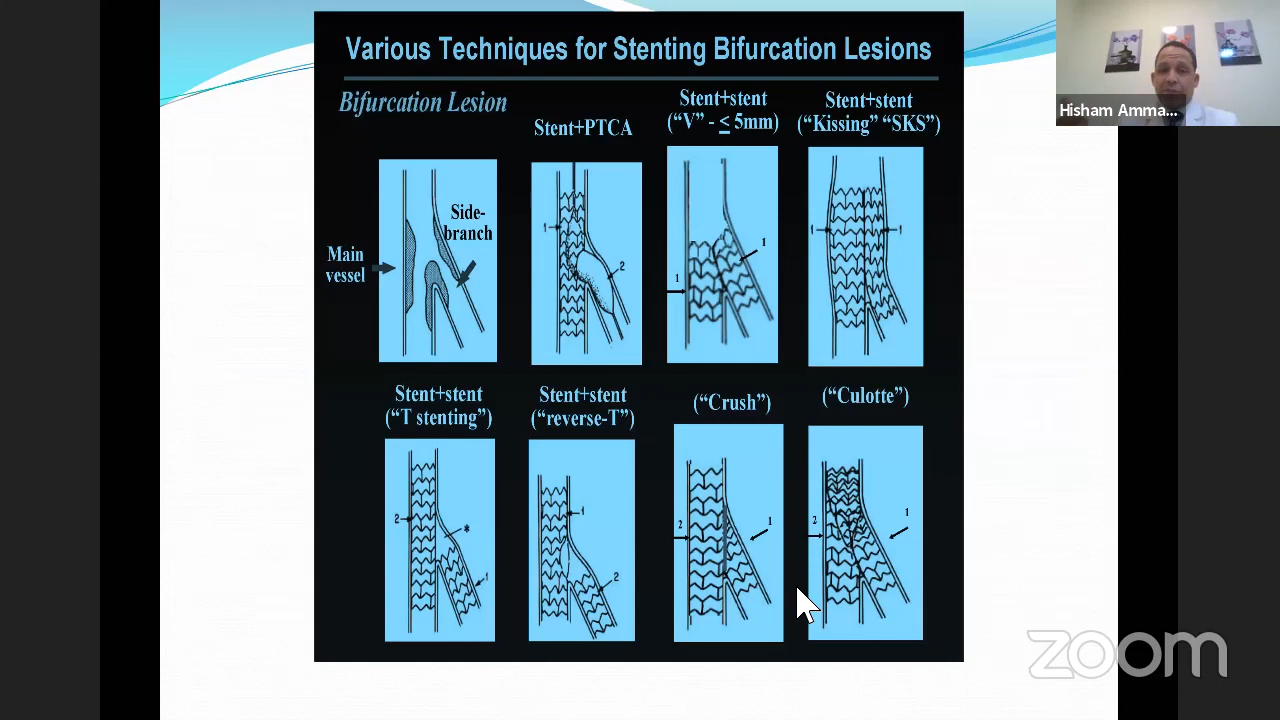 Various Techniques for Stenting Bifurcation Lesions
Bifurcation Lesion
Stent+PTCA
Stent+stent
(“V” - ≤ 5mm)
Stent+stent
(“Kissing” “SKS”)
Main
vessel
Side-
branch
1
2
1
1
1
1
Stent+stent
(“T stenting”)
Stent+stent
(“reverse-T”)
(“Crush”)
(“Culotte”)
2
*
1
1
2
2
1
2
1
Hisham Amma...
zoom